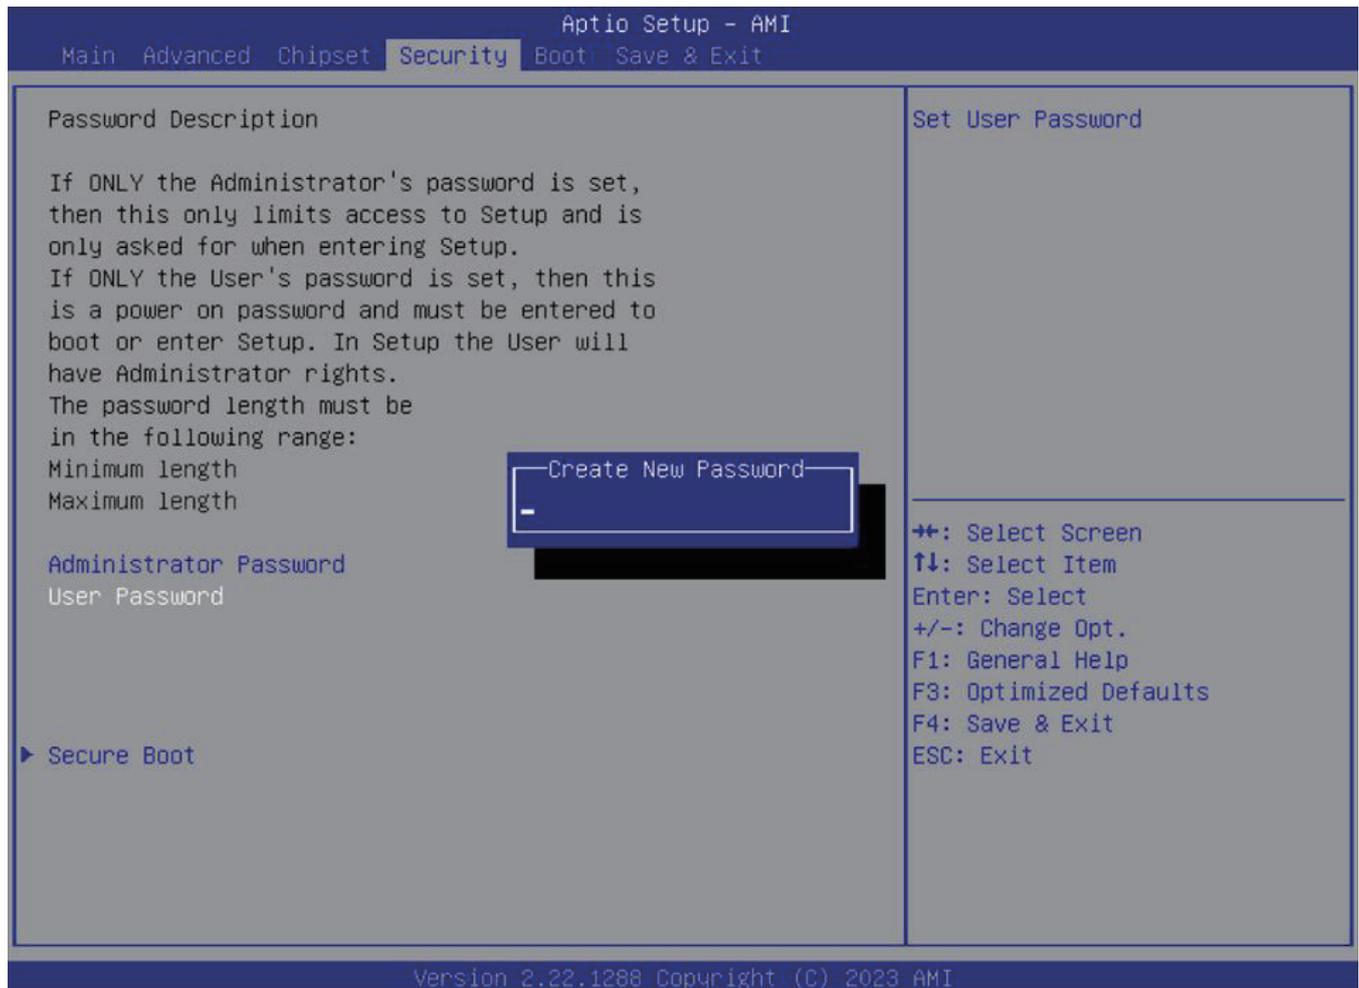 Aptio Setup – AMI
Main Advanced Chipset Security Boot Save & Exit
Password Description
If ONLY the Administrator's password is set,
then this only limits access to Setup and is
only asked for when entering Setup.
If ONLY the User's password is set, then this
is a power on password and must be entered to
boot or enter Setup. In Setup the User will
have Administrator rights.
The password length must be
in the following range:
Minimum length
Maximum length
Administrator Password
User Password
Secure Boot
Create New Password
Set User Password
→←: Select Screen
↑↓: Select Item
Enter: Select
+/-: Change Opt.
F1: General Help
F3: Optimized Defaults
F4: Save & Exit
ESC: Exit
Version 2.22.1288 Copyright (C) 2023 AMI